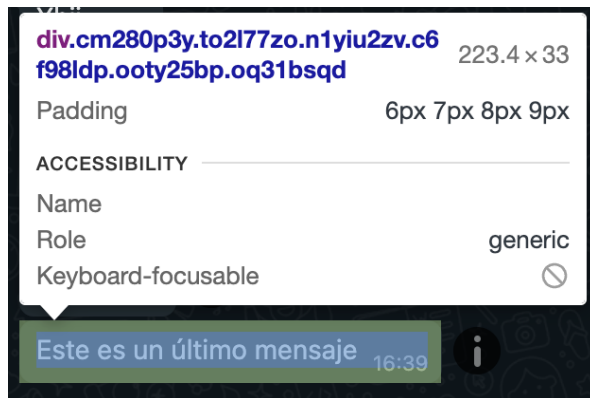 div.cm280p3y.to2l77zo.n1yiu2zv.c6
f98ldp.ooty25bp.oq31bsqd
223.4 × 33
Padding 6px 7px 8px 9px
ACCESSIBILITY
Name
Role generic
Keyboard-focusable
Este es un último mensaje 16:39